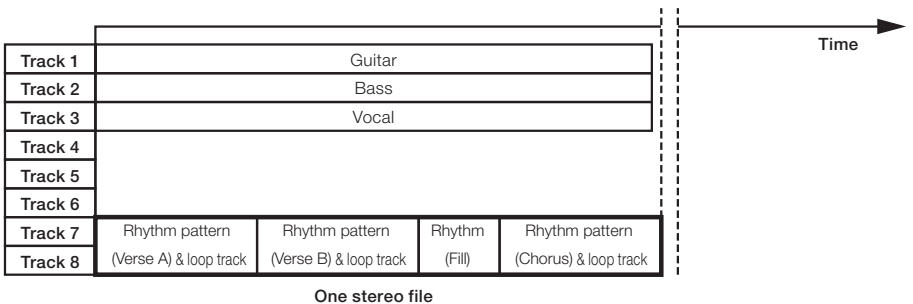 Time
Track 1 Guitar
Track 2 Bass
Track 3 Vocal
Track 4
Track 5
Track 6
Track 7 Rhythm pattern Rhythm pattern Rhythm Rhythm pattern
Track 8 (Verse A) & loop track (Verse B) & loop track (Fill) (Chorus) & loop track
One stereo file